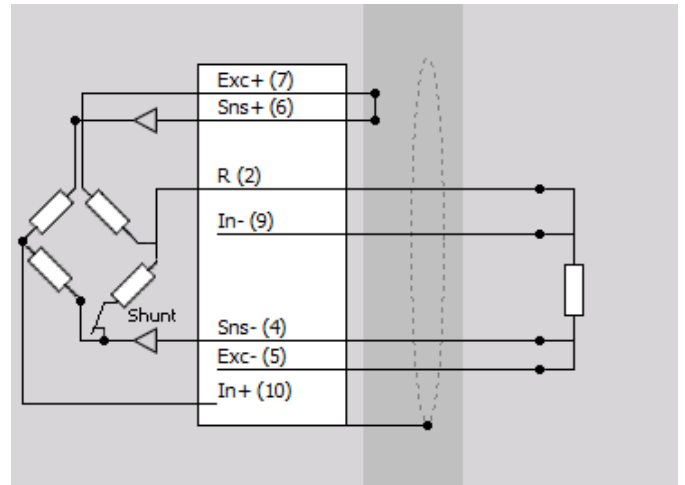 Exc+ (7)
Sns+ (6)
R (2)
In- (9)
Shunt
Sns- (4)
Exc- (5)
In+ (10)